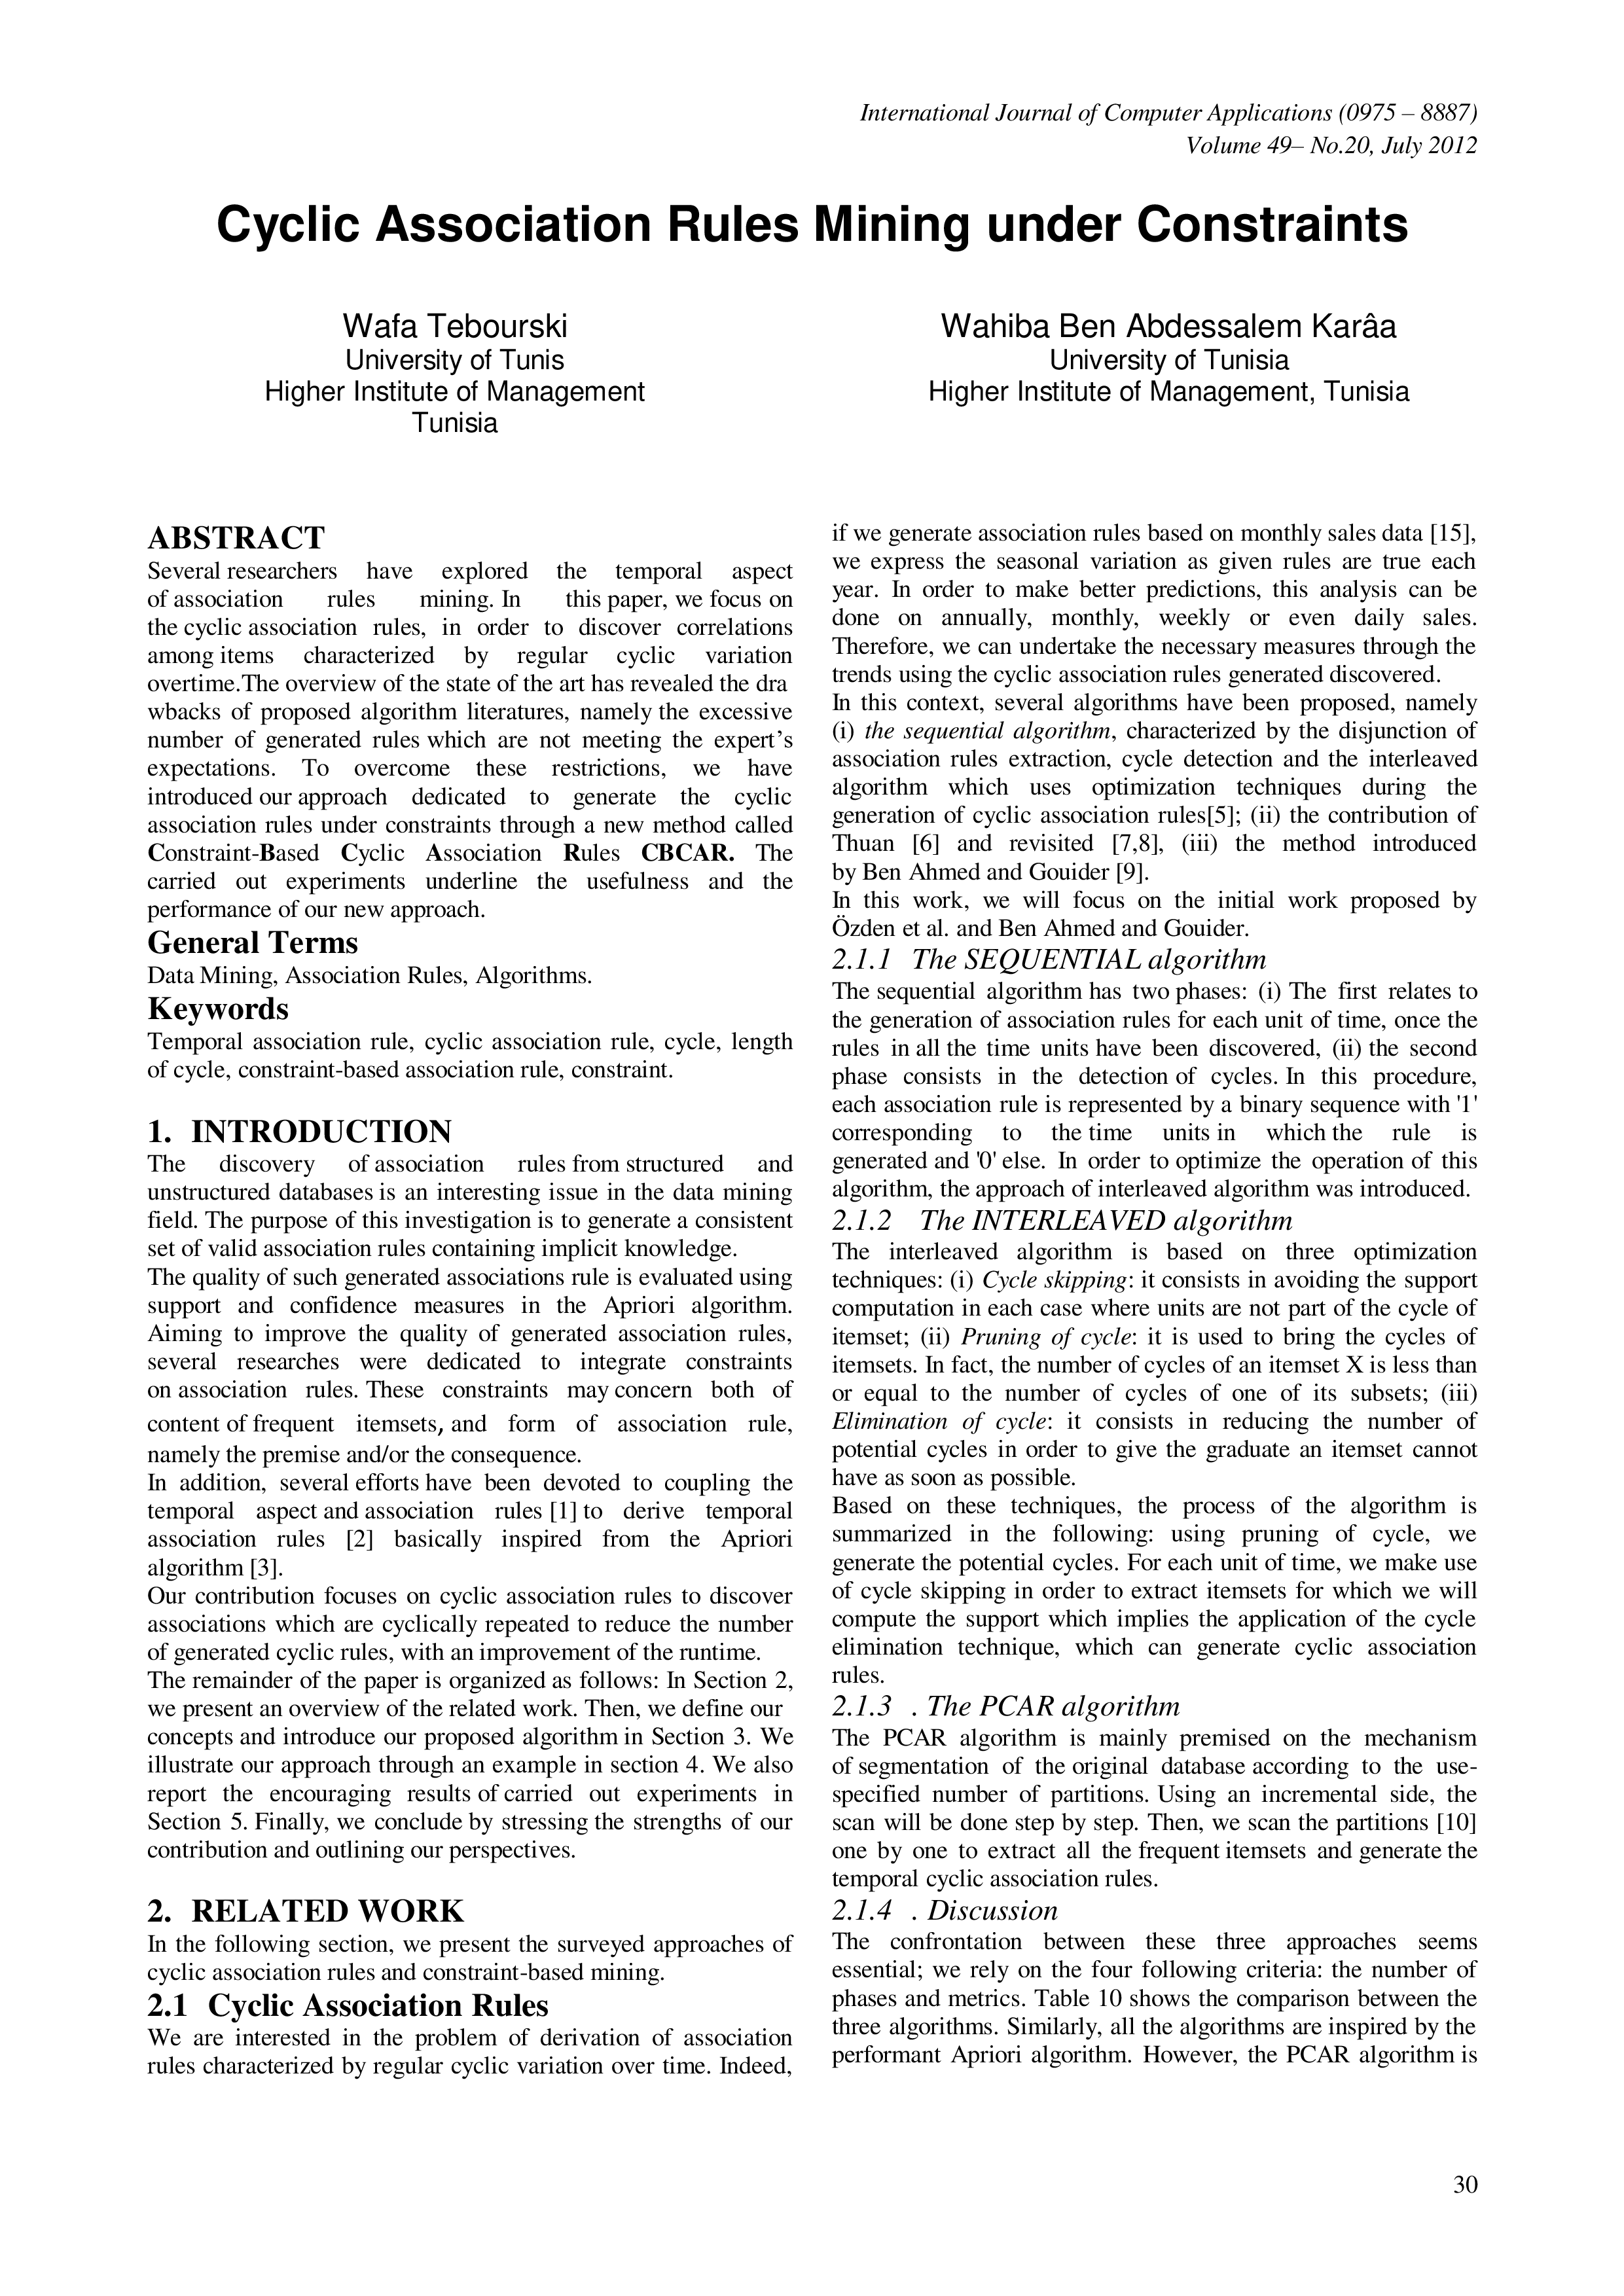 International Journal of Computer Applications (0975 – 8887)
Volume 49– No.20, July 2012
Cyclic Association Rules Mining under Constraints
Wafa Tebourski
University of Tunis
Higher Institute of Management
Tunisia
Wahiba Ben Abdessalem Karâa
University of Tunisia
Higher Institute of Management, Tunisia
ABSTRACT
Several researchers have explored the temporal aspect
of association rules mining. In this paper, we focus on
the cyclic association rules, in order to discover correlations
among items characterized by regular cyclic variation
overtime.The overview of the state of the art has revealed the dra
wbacks of proposed algorithm literatures, namely the excessive
number of generated rules which are not meeting the expert's
expectations. To overcome these restrictions, we have
introduced our approach dedicated to generate the cyclic
association rules under constraints through a new method called
Constraint-Based Cyclic Association Rules CBCAR. The
carried out experiments underline the usefulness and the
performance of our new approach.
General Terms
Data Mining, Association Rules, Algorithms.
Keywords
Temporal association rule, cyclic association rule, cycle, length
of cycle, constraint-based association rule, constraint.
1. INTRODUCTION
The discovery of association rules from structured and
unstructured databases is an interesting issue in the data mining
field. The purpose of this investigation is to generate a consistent
set of valid association rules containing implicit knowledge.
The quality of such generated associations rule is evaluated using
support and confidence measures in the Apriori algorithm.
Aiming to improve the quality of generated association rules,
several researches were dedicated to integrate constraints
on association rules. These constraints may concern both of
content of frequent itemsets, and form of association rule,
namely the premise and/or the consequence.
In addition, several efforts have been devoted to coupling the
temporal aspect and association rules [1] to derive temporal
association rules [2] basically inspired from the Apriori
algorithm [3].
Our contribution focuses on cyclic association rules to discover
associations which are cyclically repeated to reduce the number
of generated cyclic rules, with an improvement of the runtime.
The remainder of the paper is organized as follows: In Section 2,
we present an overview of the related work. Then, we define our
concepts and introduce our proposed algorithm in Section 3. We
illustrate our approach through an example in section 4. We also
report the encouraging results of carried out experiments in
Section 5. Finally, we conclude by stressing the strengths of our
contribution and outlining our perspectives.
2. RELATED WORK
In the following section, we present the surveyed approaches of
cyclic association rules and constraint-based mining.
2.1 Cyclic Association Rules
We are interested in the problem of derivation of association
rules characterized by regular cyclic variation over time. Indeed,
if we generate association rules based on monthly sales data [15],
we express the seasonal variation as given rules are true each
year. In order to make better predictions, this analysis can be
done on annually, monthly, weekly or even daily sales.
Therefore, we can undertake the necessary measures through the
trends using the cyclic association rules generated discovered.
In this context, several algorithms have been proposed, namely
(i) the sequential algorithm, characterized by the disjunction of
association rules extraction, cycle detection and the interleaved
algorithm which uses optimization techniques during the
generation of cyclic association rules[5]; (ii) the contribution of
Thuan [6] and revisited [7,8], (iii) the method introduced
by Ben Ahmed and Gouider [9].
In this work, we will focus on the initial work proposed by
Özden et al. and Ben Ahmed and Gouider.
2.1.1 The SEQUENTIAL algorithm
The sequential algorithm has two phases: (i) The first relates to
the generation of association rules for each unit of time, once the
rules in all the time units have been discovered, (ii) the second
phase consists in the detection of cycles. In this procedure,
each association rule is represented by a binary sequence with '1'
corresponding to the time units in which the rule is
generated and '0' else. In order to optimize the operation of this
algorithm, the approach of interleaved algorithm was introduced.
2.1.2 The INTERLEAVED algorithm
The interleaved algorithm is based on three optimization
techniques: (i) Cycle skipping: it consists in avoiding the support
computation in each case where units are not part of the cycle of
itemset; (ii) Pruning of cycle: it is used to bring the cycles of
itemsets. In fact, the number of cycles of an itemset X is less than
or equal to the number of cycles of one of its subsets; (iii)
Elimination of cycle: it consists in reducing the number of
potential cycles in order to give the graduate an itemset cannot
have as soon as possible.
Based on these techniques, the process of the algorithm is
summarized in the following: using pruning of cycle, we
generate the potential cycles. For each unit of time, we make use
of cycle skipping in order to extract itemsets for which we will
compute the support which implies the application of the cycle
elimination technique, which can generate cyclic association
rules.
2.1.3 . The PCAR algorithm
The PCAR algorithm is mainly premised on the mechanism
of segmentation of the original database according to the use-
specified number of partitions. Using an incremental side, the
scan will be done step by step. Then, we scan the partitions [10]
one by one to extract all the frequent itemsets and generate the
temporal cyclic association rules.
2.1.4 . Discussion
The confrontation between these three approaches seems
essential; we rely on the four following criteria: the number of
phases and metrics. Table 10 shows the comparison between the
three algorithms. Similarly, all the algorithms are inspired by the
performant Apriori algorithm. However, the PCAR algorithm is
30